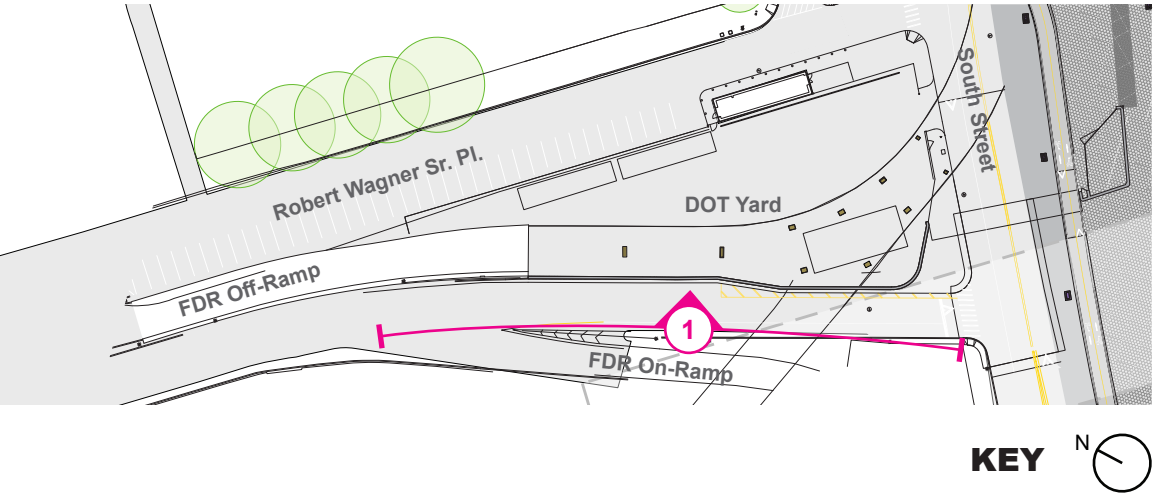 South Street
Robert Wagner Sr. Pl.
DOT Yard
FDR Off-Ramp
1
FDR On-Ramp
KEY
N